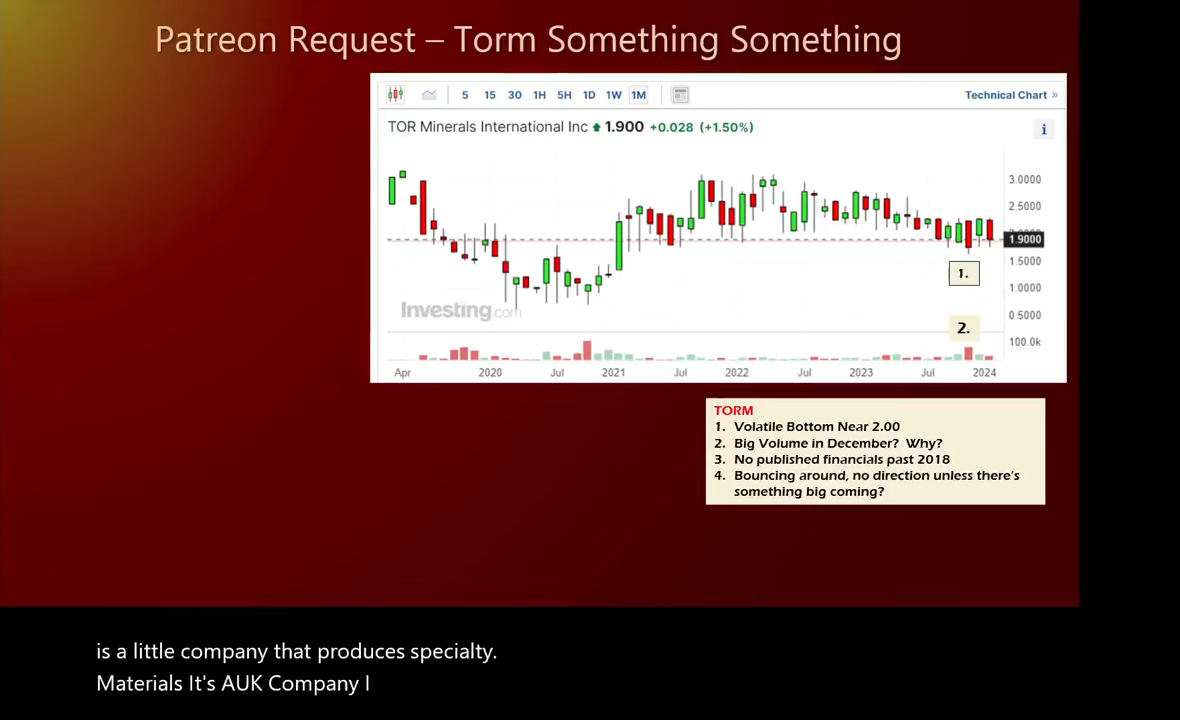 Patreon Request – Torm Something Something
5 15 30 1H 5H 1D 1W 1M
Technical Chart »
TOR Minerals International Inc 1.900 +0.028 (+1.50%)
i
3.0000
2.5000
1.9000
1.5000
1.0000
0.5000
100.0k
1.
2.
Investing.com
Apr 2020 Jul 2021 Jul 2022 Jul 2023 Jul 2024
TORM
1. Volatile Bottom Near 2.00
2. Big Volume in December? Why?
3. No published financials past 2018
4. Bouncing around, no direction unless there's
something big coming?
is a little company that produces specialty.
Materials It's AUK Company I